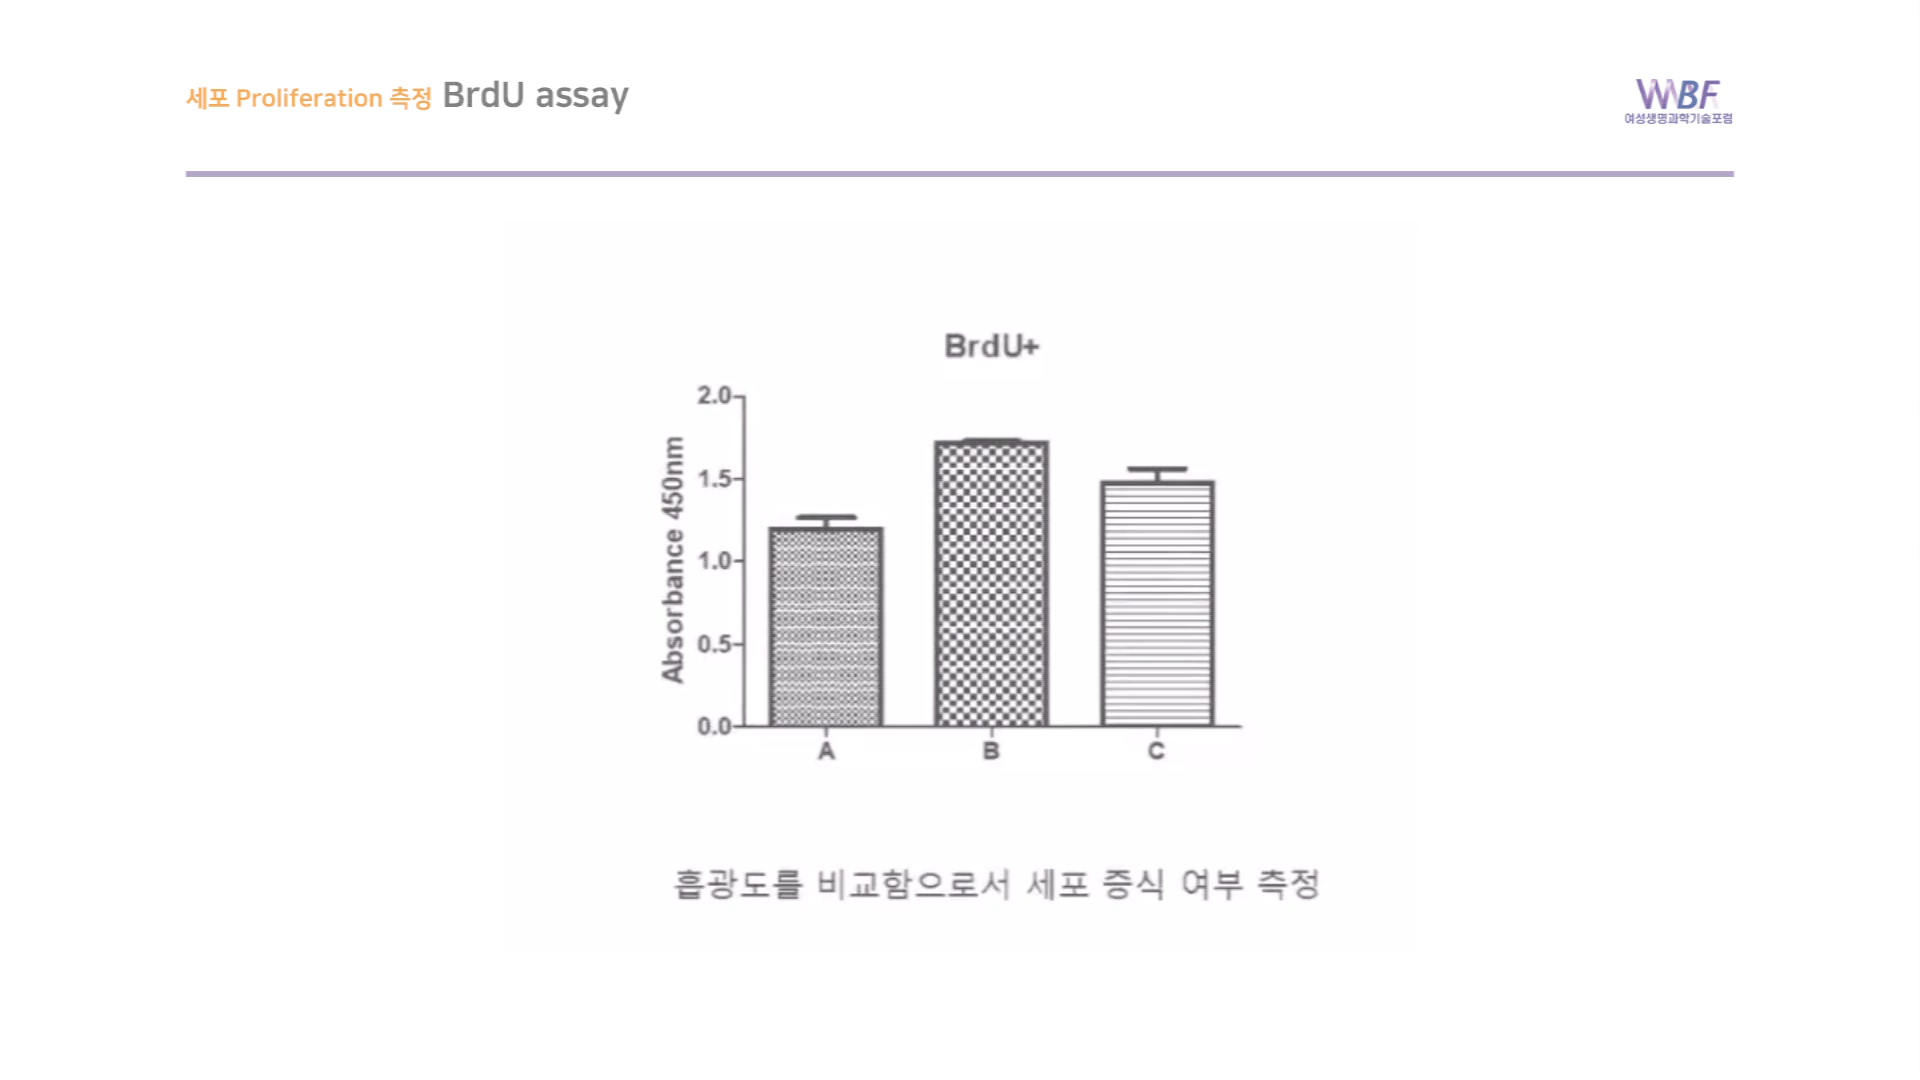 세포 Proliferation 측정 BrdU assay
WBF
여성생명과학기술포럼
BrdU+
Absorbance 450nm
2.0
1.5
1.0
0.5
0.0
A B C
흡광도를 비교함으로서 세포 증식 여부 측정